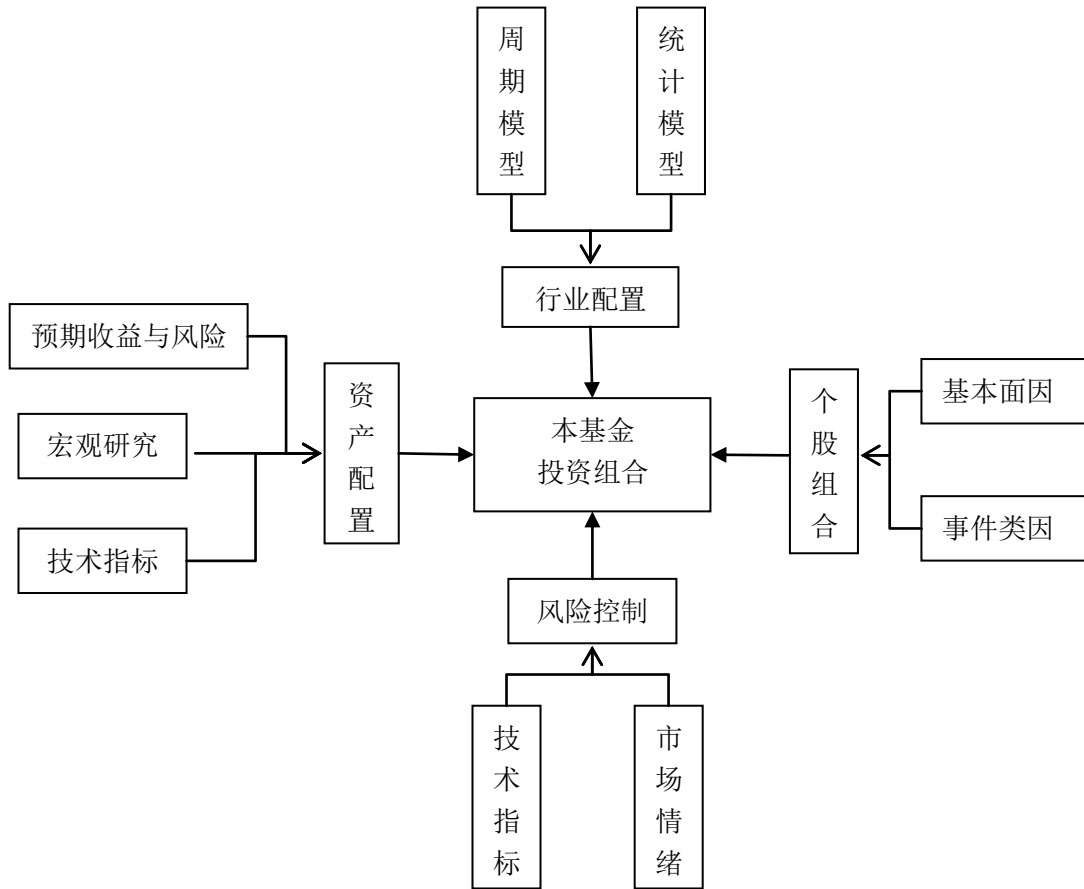 周期模型
统计模型
行业配置
预期收益与风险
宏观研究
技术指标
资产配置
本基金
投资组合
个股组合
基本面因
事件类因
风险控制
技术指标
市场情绪